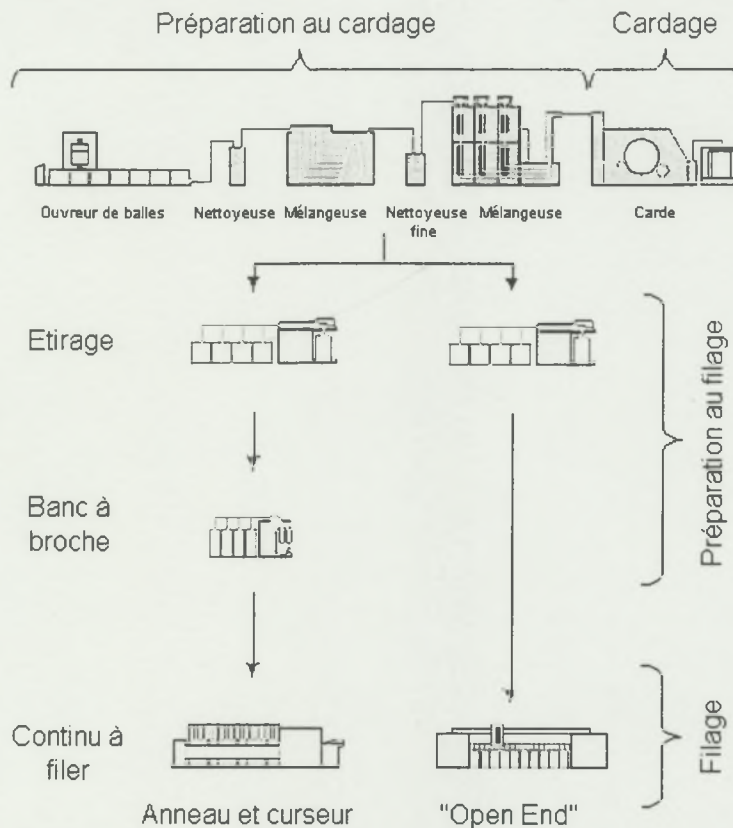 Préparation au cardage
Cardage
Ouvreur de balles
Nettoyeuse
Mélangeuse
Nettoyeuse
fine
Mélangeuse
Carde
Etirage
Banc à
broche
Préparation au filage
Continu à
filer
Filage
Anneau et curseur
"Open End"